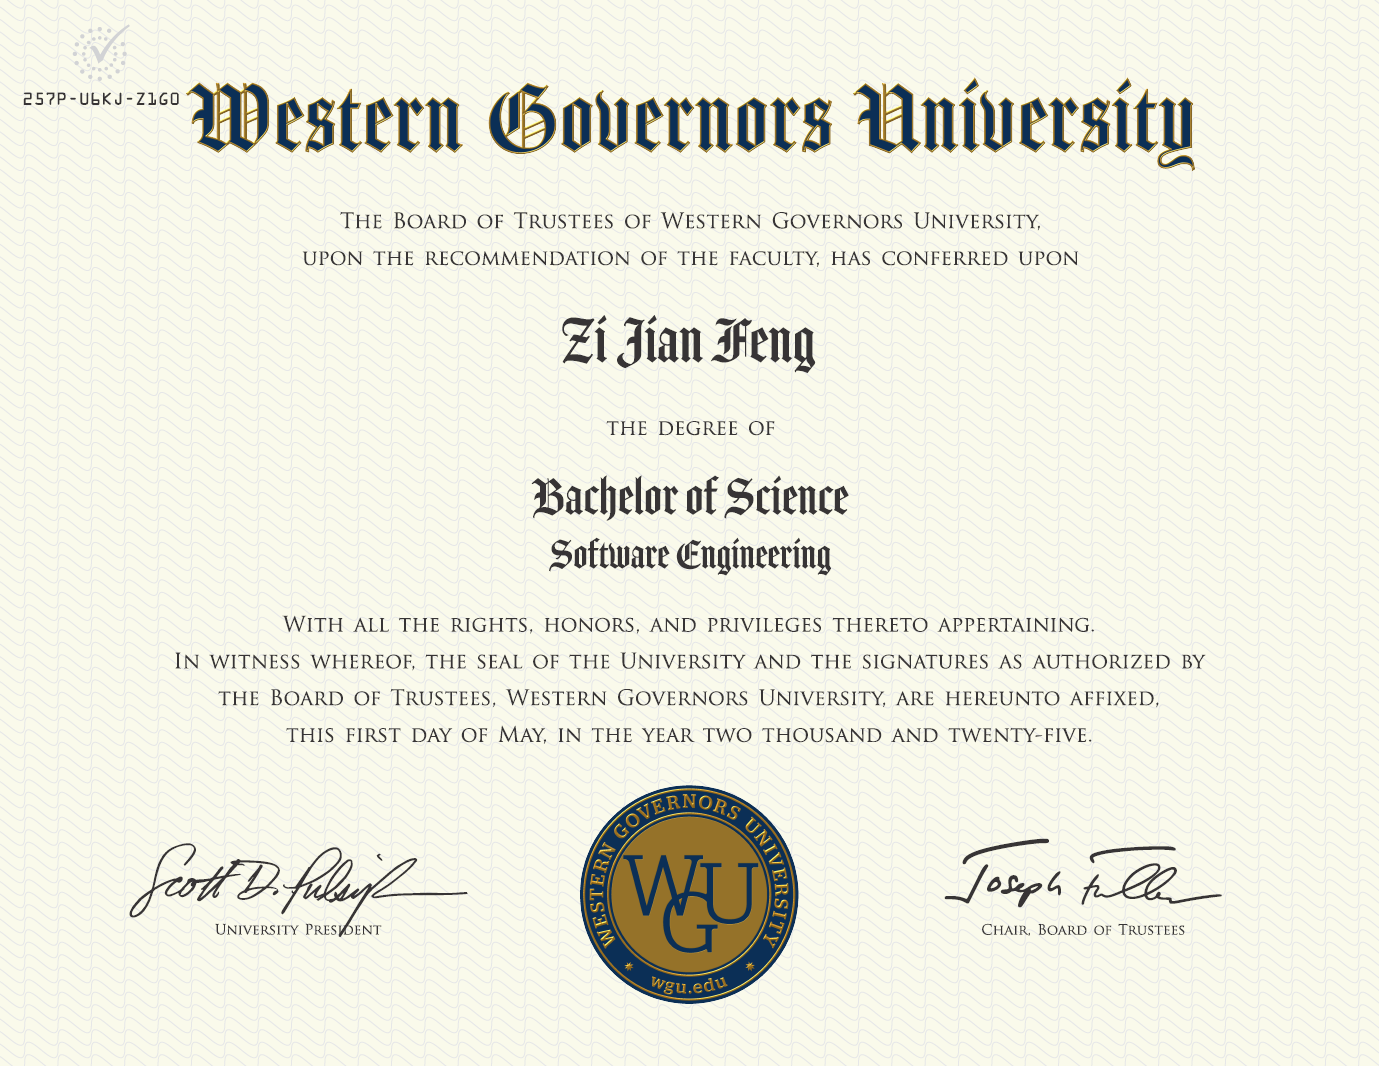 257P-U6KJ-Z1G0
Western Governors University
The Board of Trustees of Western Governors University,
upon the recommendation of the faculty, has conferred upon
Zi Jian Feng
the degree of
Bachelor of Science
Software Engineering
With all the rights, honors, and privileges thereto appertaining.
In witness whereof, the seal of the University and the signatures as authorized by
the Board of Trustees, Western Governors University, are hereunto affixed,
this first day of May, in the year two thousand and twenty-five.
Scott D. Pulsipher
University President
WESTERN GOVERNORS UNIVERSITY
WGU
wgu.edu
Joseph Fuller
Chair, Board of Trustees